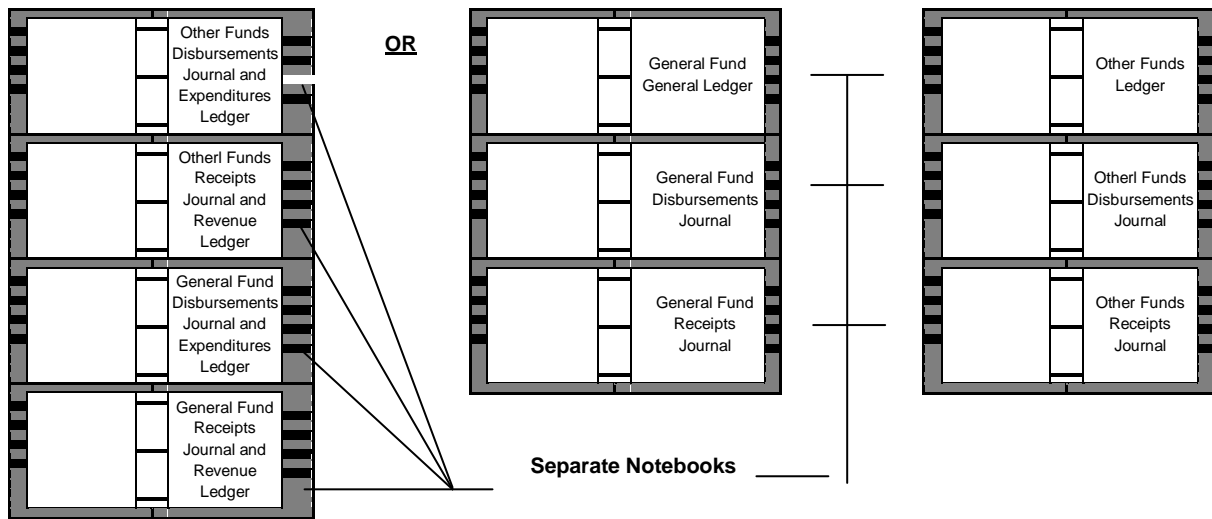 Other Funds
Disbursements
Journal and
Expenditures
Ledger
Otherl Funds
Receipts
Journal and
Revenue
Ledger
General Fund
Disbursements
Journal and
Expenditures
Ledger
General Fund
Receipts
Journal and
Revenue
Ledger
OR
General Fund
General Ledger
General Fund
Disbursements
Journal
General Fund
Receipts
Journal
Other Funds
Ledger
Otherl Funds
Disbursements
Journal
Other Funds
Receipts
Journal
Separate Notebooks